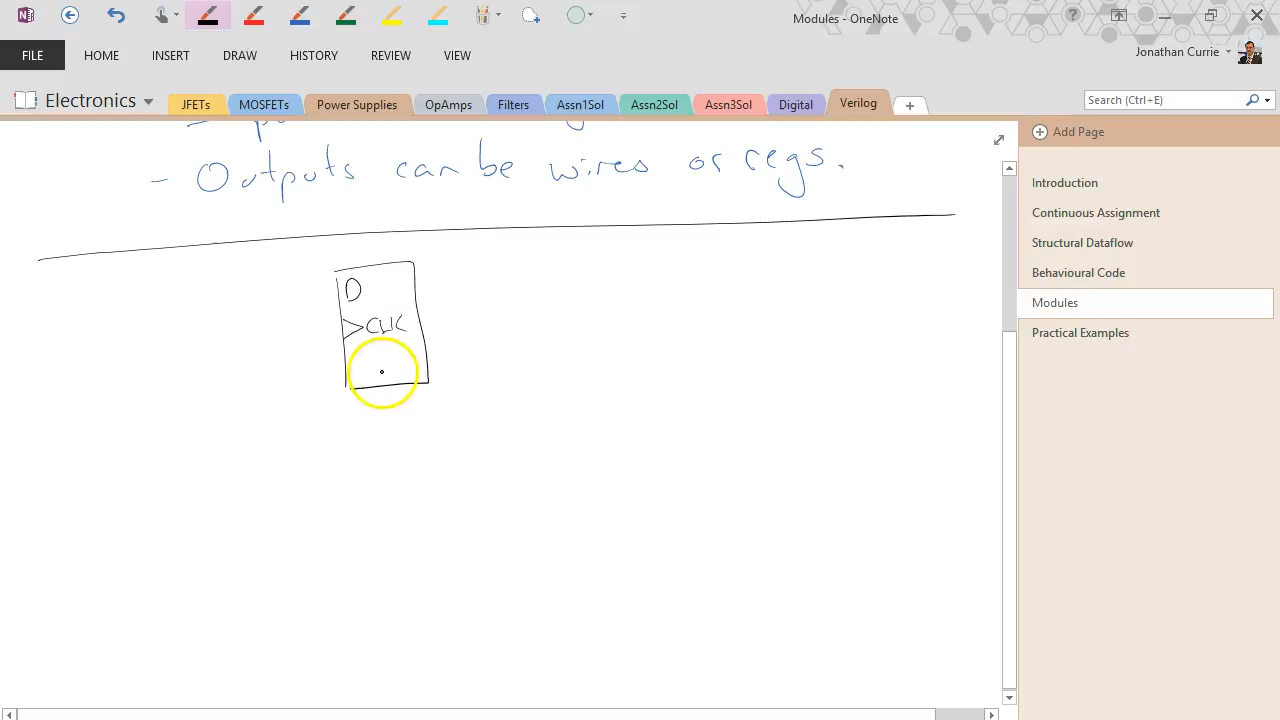 Modules - OneNote
?
FILE HOME INSERT DRAW HISTORY REVIEW VIEW
Jonathan Currie
Electronics
JFETs MOSFETs Power Supplies OpAmps Filters Assn1Sol Assn2Sol Assn3Sol Digital Verilog
Search (Ctrl+E)
Add Page
Introduction
Continuous Assignment
Structural Dataflow
Behavioural Code
Modules
Practical Examples
- Outputs can be wires or regs.
D
CLK